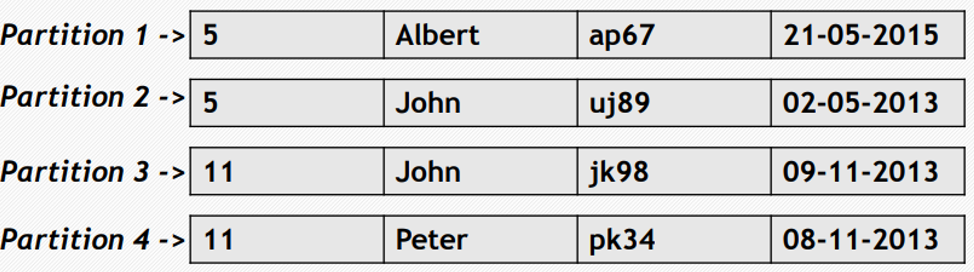 Partition 1 -> 5 Albert ap67 21-05-2015
Partition 2 -> 5 John uj89 02-05-2013
Partition 3 -> 11 John jk98 09-11-2013
Partition 4 -> 11 Peter pk34 08-11-2013